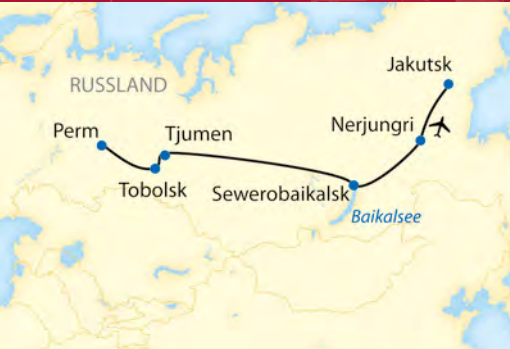 Jakutsk
RUSSLAND
Nerjungri
Perm
Tjumen
Tobolsk
Sewerobaikalsk
Baikalsee